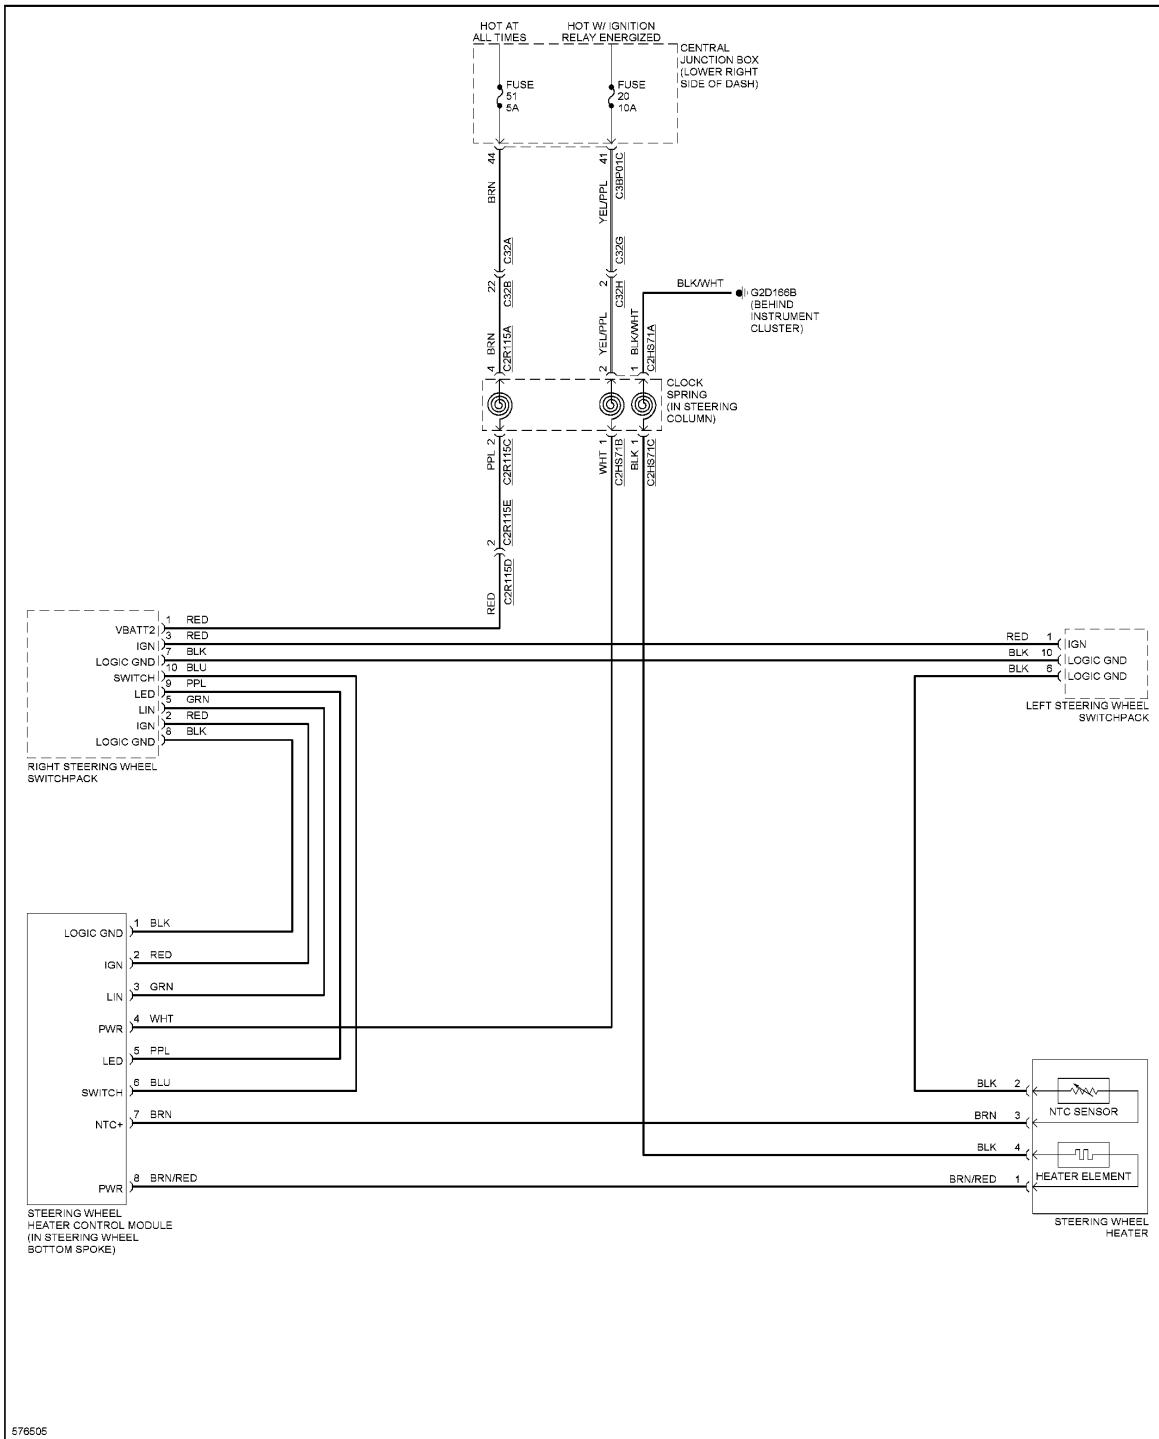 HOT AT
ALL TIMES
HOT W/ IGNITION
RELAY ENERGIZED
CENTRAL
JUNCTION BOX
(LOWER RIGHT
SIDE OF DASH)
FUSE
51
5A
FUSE
20
10A
44
41
C3BP01C
BRN
YEL/PPL
C32A
C32G
22
C32B
2
C32H
BLK/WHT
G2D166B
(BEHIND
INSTRUMENT
CLUSTER)
BRN
YEL/PPL
BLK/WHT
4
C2R115A
2
1
C2HS71A
CLOCK
SPRING
(IN STEERING
COLUMN)
PPL 2
C2R115C
WHT 1
C2HS71B
BLK 1
C2HS71C
2
C2R115E
C2R115D
RED
VBATT2 1 RED
IGN 3 RED
LOGIC GND 7 BLK
SWITCH 10 BLU
LED 9 PPL
LIN 5 GRN
IGN 2 RED
LOGIC GND 8 BLK
RIGHT STEERING WHEEL
SWITCHPACK
RED 1 IGN
BLK 10 LOGIC GND
BLK 6 LOGIC GND
LEFT STEERING WHEEL
SWITCHPACK
LOGIC GND 1 BLK
IGN 2 RED
LIN 3 GRN
PWR 4 WHT
LED 5 PPL
SWITCH 6 BLU
NTC+ 7 BRN
PWR 8 BRN/RED
STEERING WHEEL
HEATER CONTROL MODULE
(IN STEERING WHEEL
BOTTOM SPOKE)
BLK 2
NTC SENSOR
BRN 3
BLK 4
HEATER ELEMENT
BRN/RED 1
STEERING WHEEL
HEATER
576505